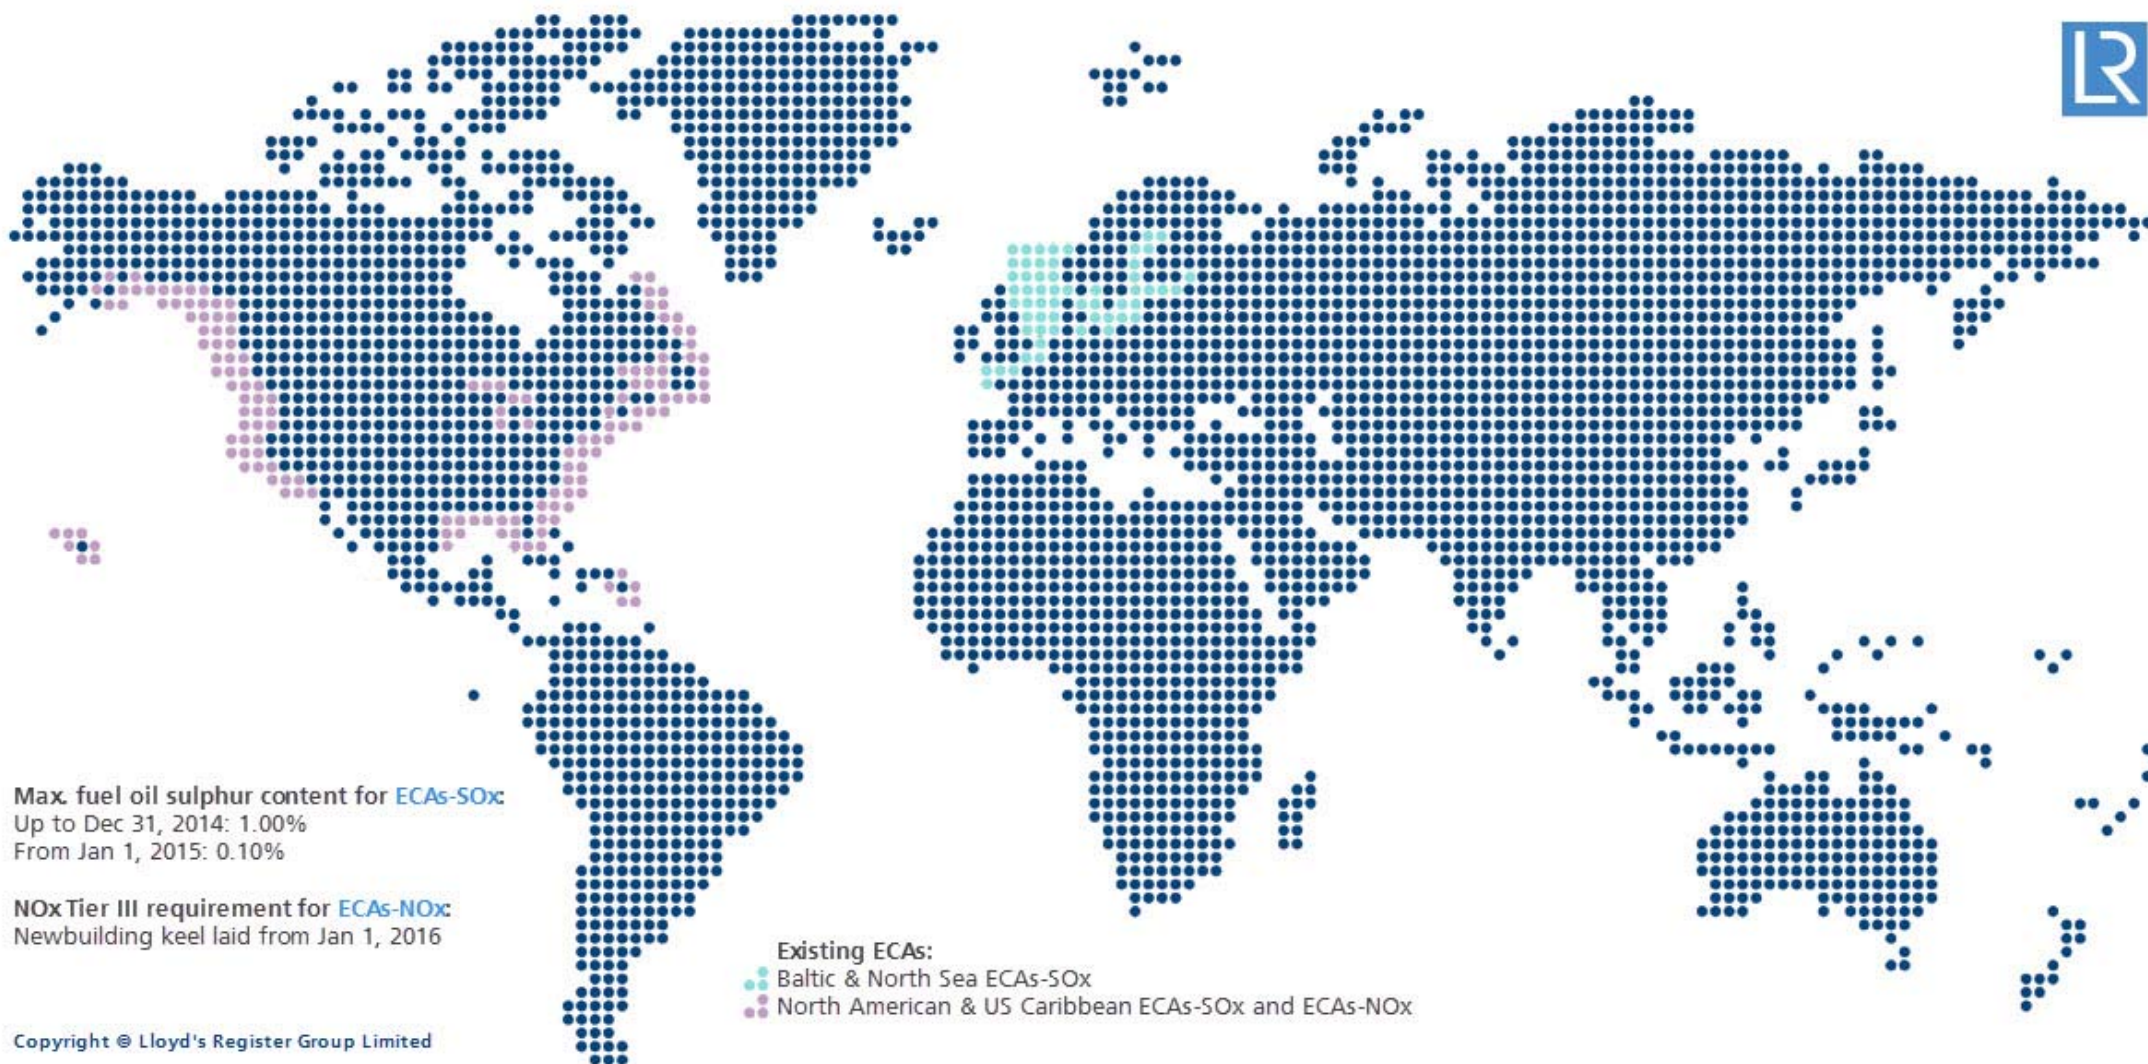 LR
Max. fuel oil sulphur content for ECAs-SOx:
Up to Dec 31, 2014: 1.00%
From Jan 1, 2015: 0.10%
NOx Tier III requirement for ECAs-NOx:
Newbuilding keel laid from Jan 1, 2016
Existing ECAs:
Baltic & North Sea ECAs-SOx
North American & US Caribbean ECAs-SOx and ECAs-NOx
Copyright © Lloyd's Register Group Limited